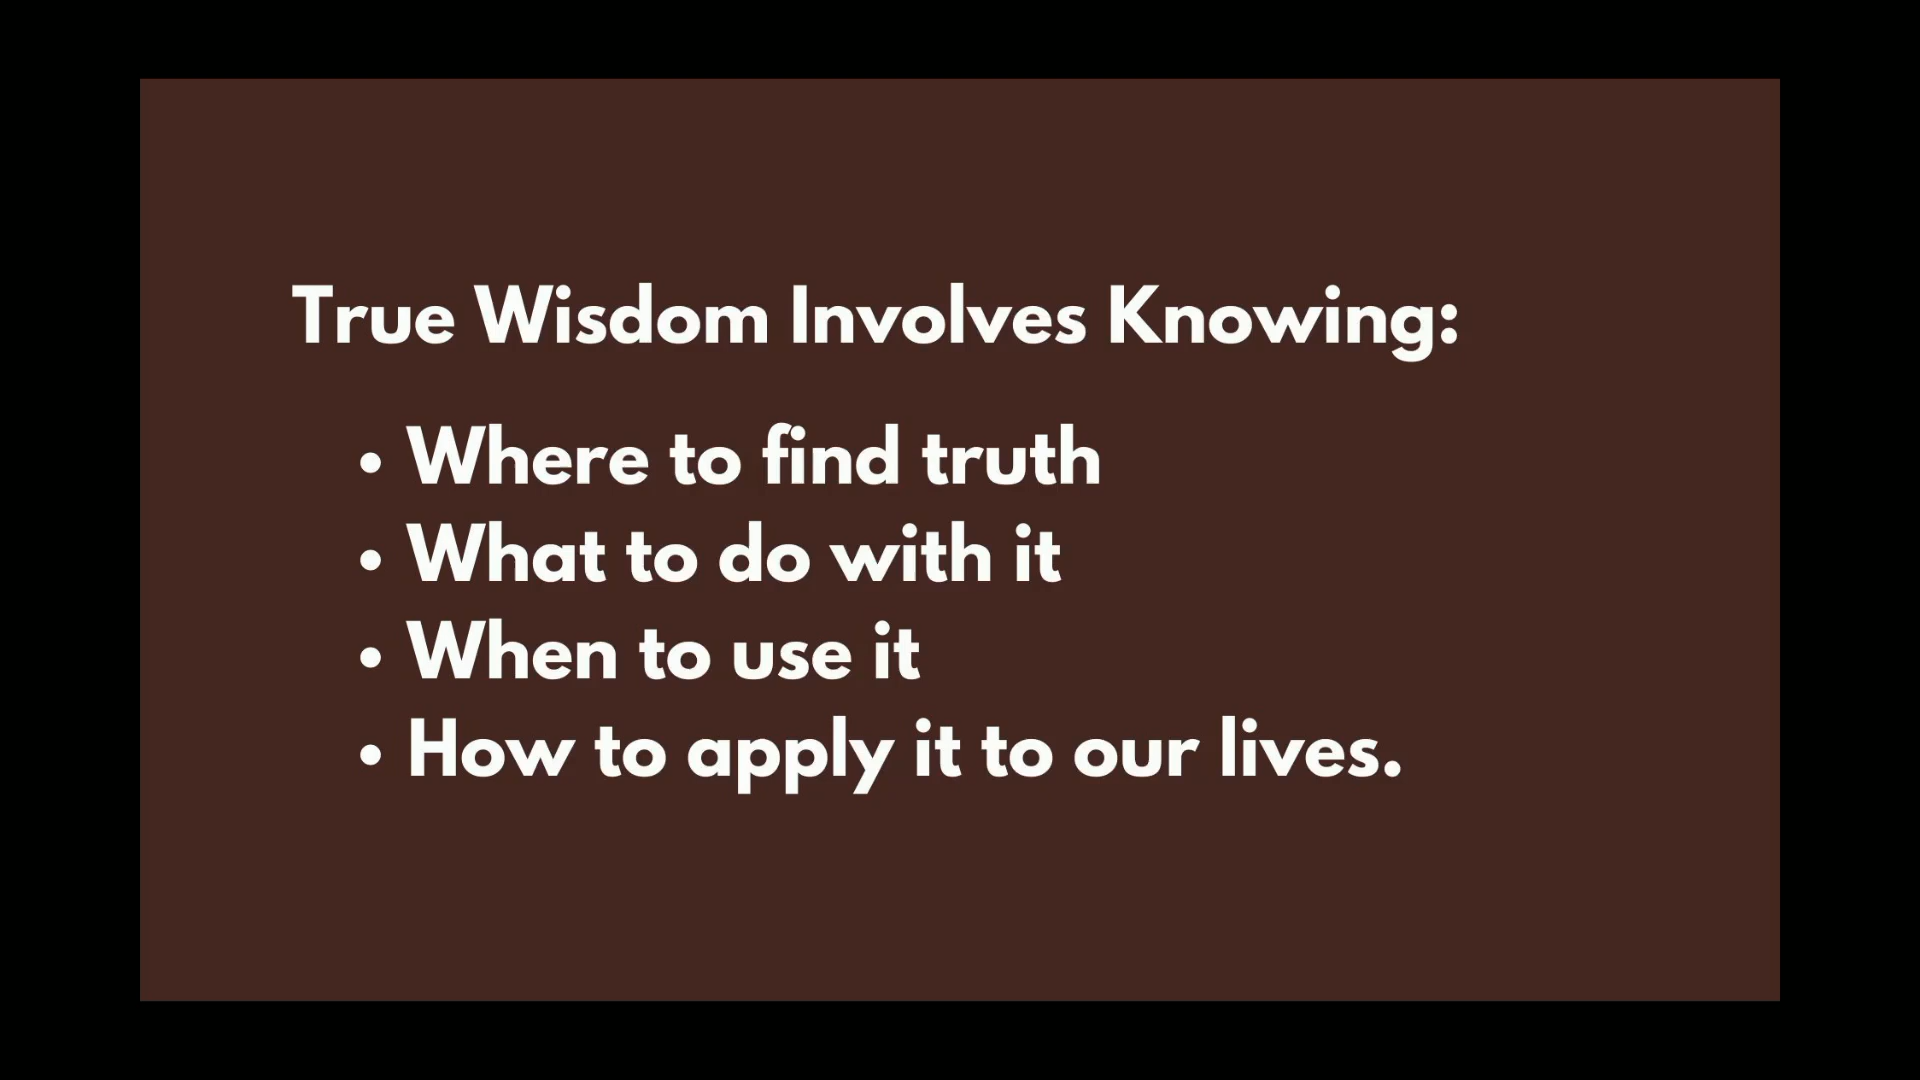 True Wisdom Involves Knowing:
• Where to find truth
• What to do with it
• When to use it
• How to apply it to our lives.